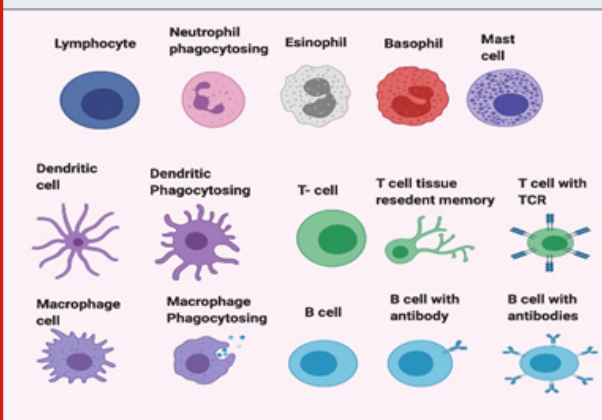 Lymphocyte
Neutrophil
phagocytosing
Esinophil
Basophil
Mast
cell
Dendritic
cell
Dendritic
Phagocytosing
T- cell
T cell tissue
resedent memory
T cell with
TCR
Macrophage
cell
Macrophage
Phagocytosing
B cell
B cell with
antibody
B cell with
antibodies